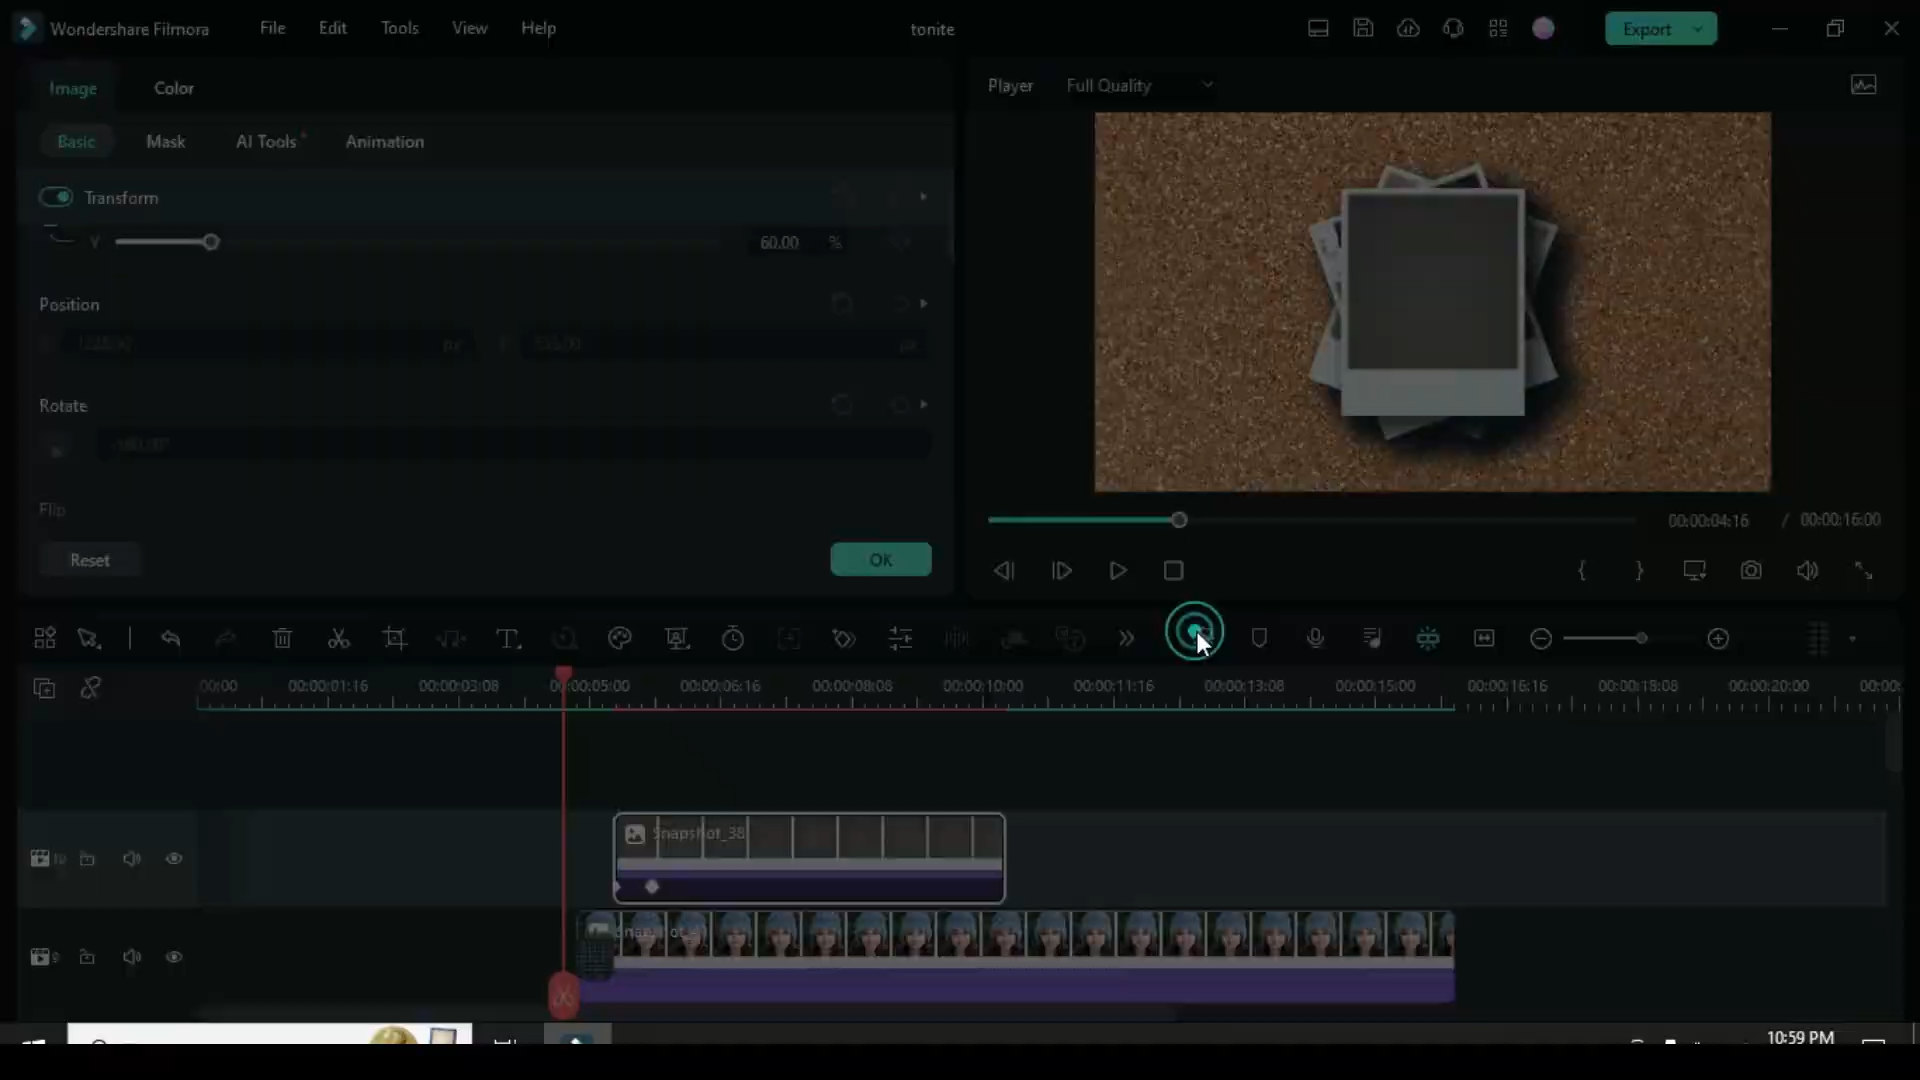 Wondershare Filmora File Edit Tools View Help tonite Export
Image Color
Player Full Quality
Basic Mask AI Tools Animation
Transform
Y 60.00 %
Position
px px
Rotate
Flip
00:00:04:16 / 00:00:16:00
Reset OK
00:00 00:00:01:16 00:00:03:08 00:00:05:00 00:00:06:16 00:00:08:08 00:00:10:00 00:00:11:16 00:00:13:08 00:00:15:00 00:00:16:16 00:00:18:08 00:00:20:00
Snapshot_38
10:59 PM